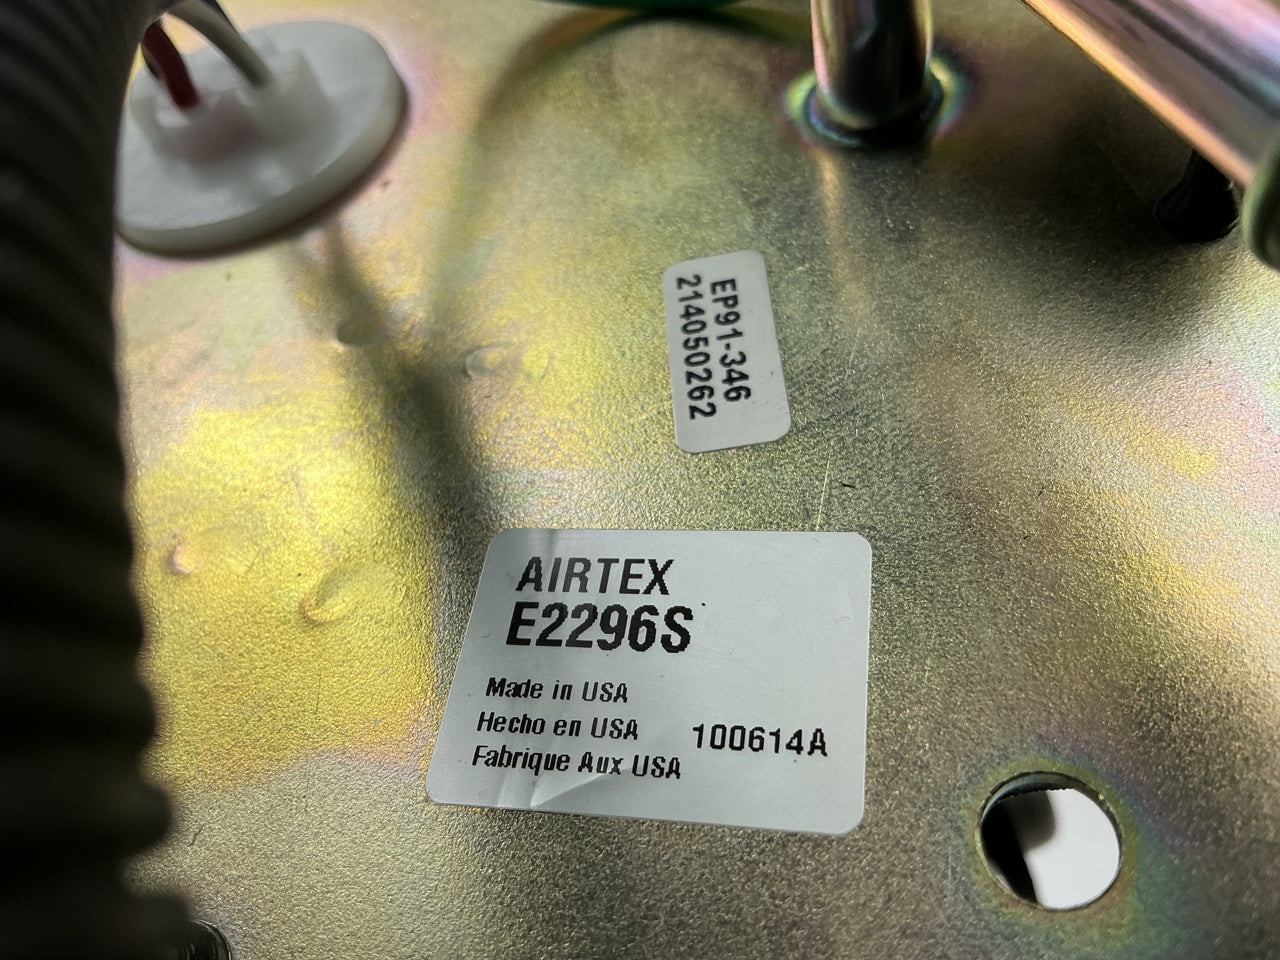 EP91-346
214050262
AIRTEX
E2296S
Made in USA
Hecho en USA
Fabrique Aux USA
100614A